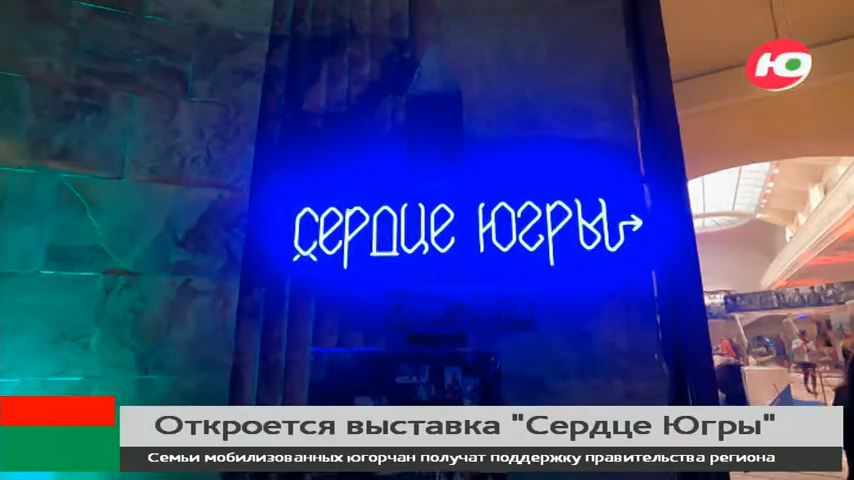 Ю
сердце югры
Откроется выставка "Сердце Югры"
Семьи мобилизованных югорчан получат поддержку правительства региона